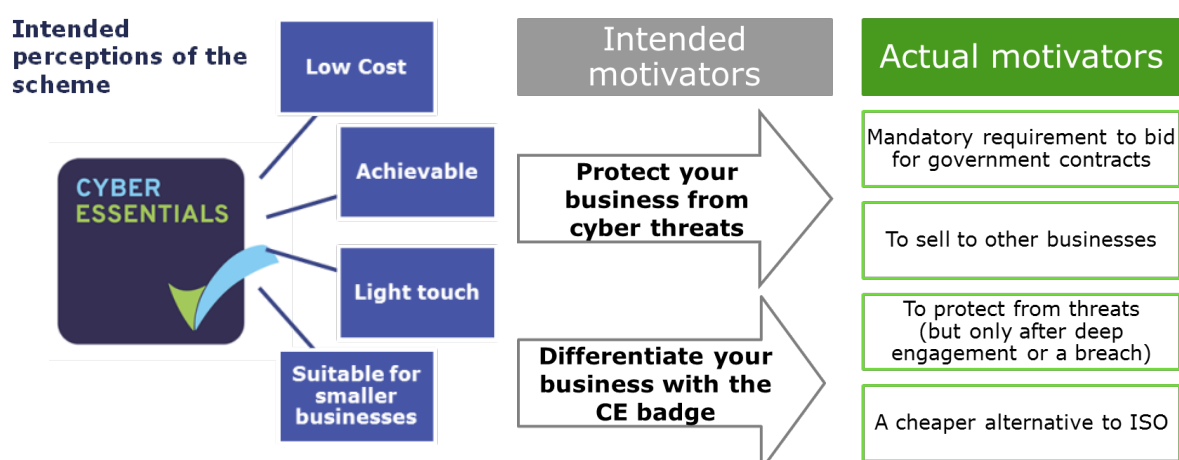 Intended
perceptions of the
scheme
CYBER
ESSENTIALS
Low Cost
Achievable
Light touch
Suitable for
smaller
businesses
Intended
motivators
Protect your
business from
cyber threats
Differentiate your
business with the
CE badge
Actual motivators
Mandatory requirement to bid
for government contracts
To sell to other businesses
To protect from threats
(but only after deep
engagement or a breach)
A cheaper alternative to ISO